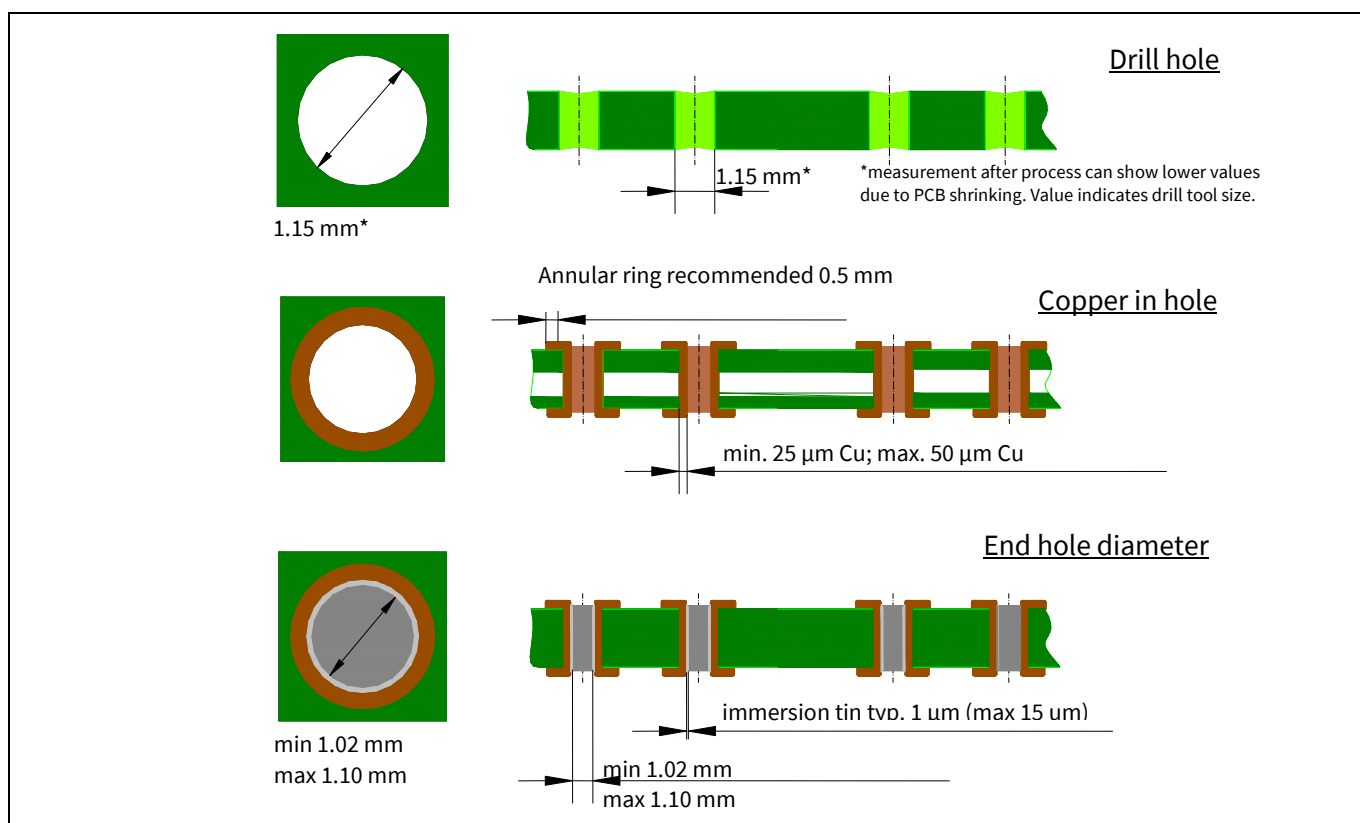 Drill hole
1.15 mm*
*measurement after process can show lower values
due to PCB shrinking. Value indicates drill tool size.
1.15 mm*
Annular ring recommended 0.5 mm
Copper in hole
min. 25 µm Cu; max. 50 µm Cu
End hole diameter
immersion tin typ. 1 µm (max 15 um)
min 1.02 mm
max 1.10 mm
min 1.02 mm
max 1.10 mm